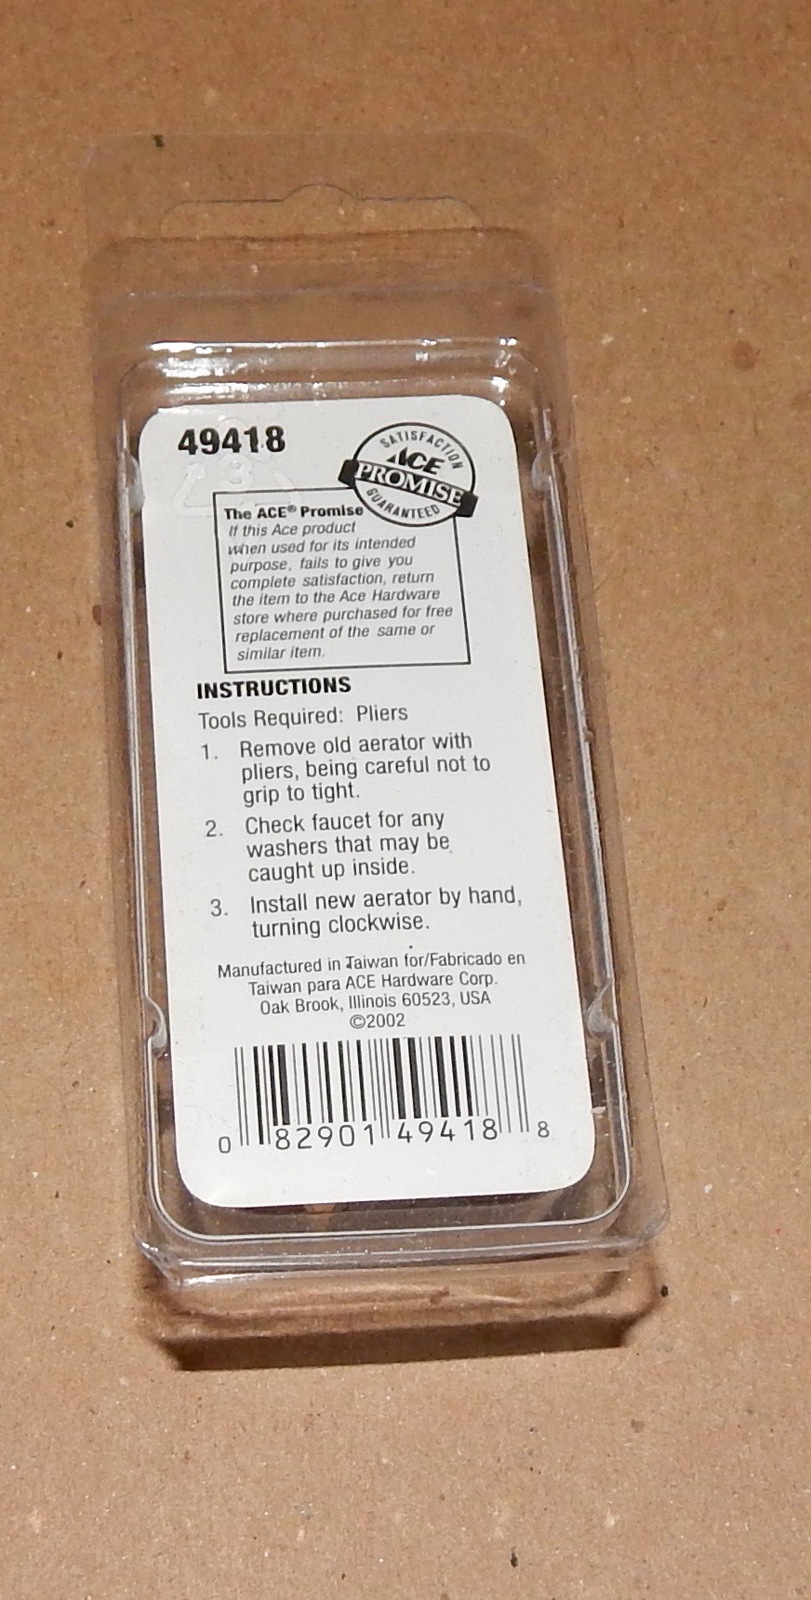 49418
SATISFACTION
ACE
PROMISE
GUARANTEED
The ACE® Promise
If this Ace product
when used for its intended
purpose, fails to give you
complete satisfaction, return
the item to the Ace Hardware
store where purchased for free
replacement of the same or
similar item.
INSTRUCTIONS
Tools Required: Pliers
1. Remove old aerator with
pliers, being careful not to
grip to tight.
2. Check faucet for any
washers that may be
caught up inside.
3. Install new aerator by hand,
turning clockwise.
Manufactured in Taiwan for/Fabricado en
Taiwan para ACE Hardware Corp.
Oak Brook, Illinois 60523, USA
©2002
0 82901 49418 8